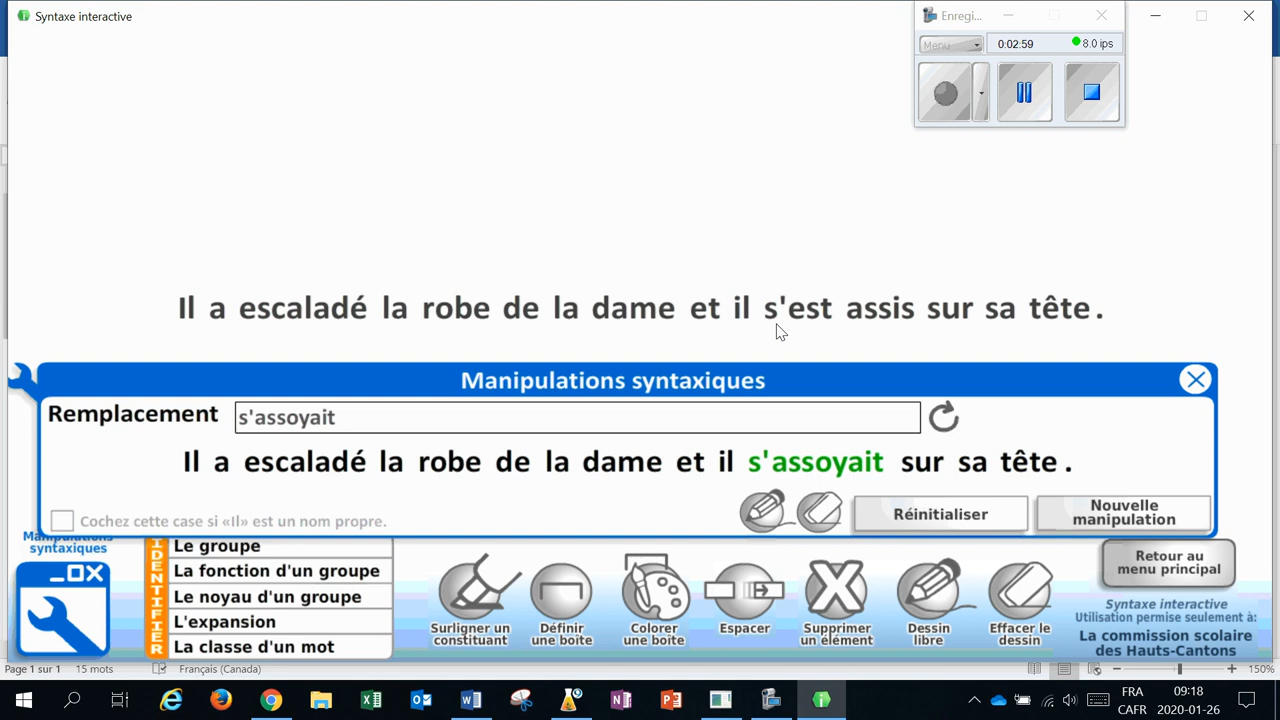 Syntaxe interactive
Enregi...
Menu
0:02:59
8.0 ips
Il a escaladé la robe de la dame et il s'est assis sur sa tête.
Manipulations syntaxiques
Remplacement
s'assoyait
Il a escaladé la robe de la dame et il s'assoyait sur sa tête.
Cochez cette case si «Il» est un nom propre.
Réinitialiser
Nouvelle
manipulation
Manipulations
syntaxiques
IDENTIFIER
Le groupe
La fonction d'un groupe
Le noyau d'un groupe
L'expansion
La classe d'un mot
Surligner un
constituant
Définir
une boîte
Colorer
une boîte
Espacer
Supprimer
un élément
Dessin
libre
Effacer le
dessin
Retour au
menu principal
Syntaxe interactive
Utilisation permise seulement à:
La commission scolaire
des Hauts-Cantons
Page 1 sur 1
15 mots
Français (Canada)
150%
FRA
CAFR
09:18
2020-01-26